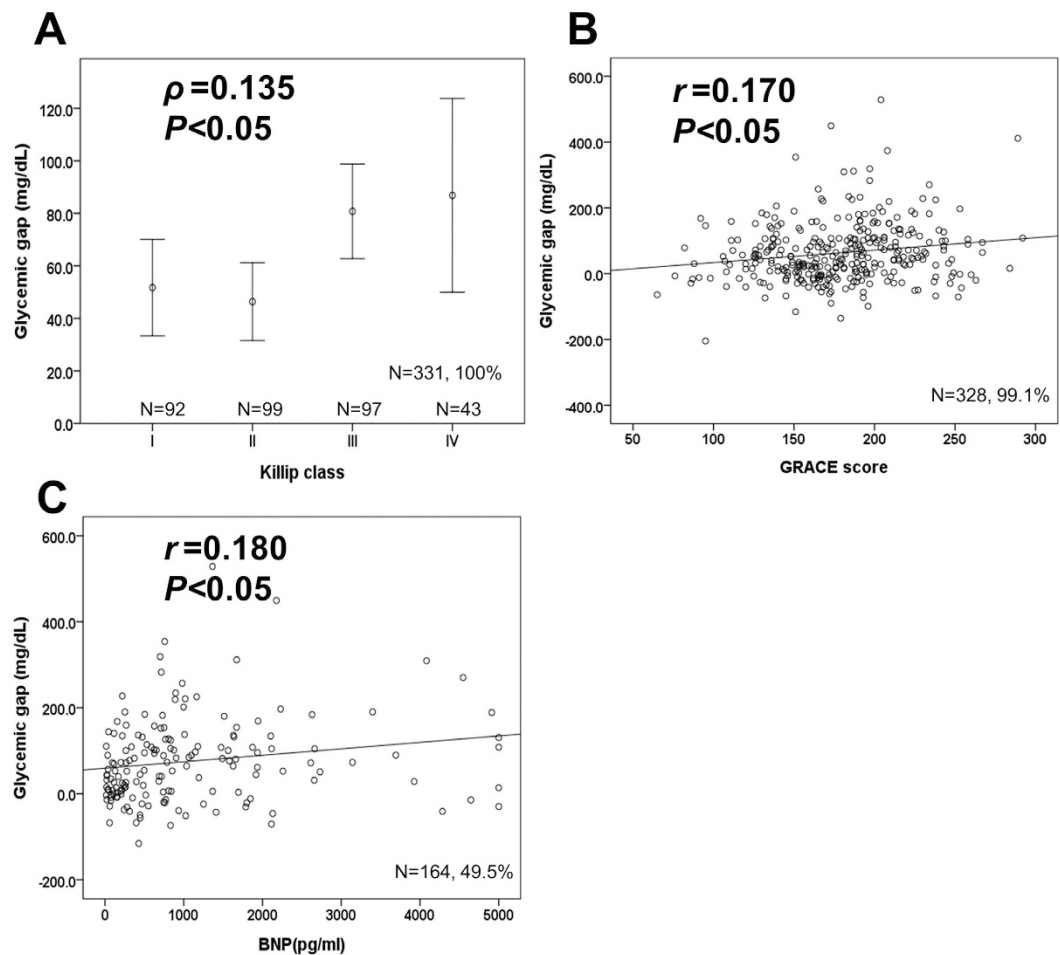 A
ρ=0.135
P<0.05
Glycemic gap (mg/dL)
120.0
100.0
80.0
60.0
40.0
20.0
0.0
N=331, 100%
N=92 N=99 N=97 N=43
I II III IV
Killip class
B
r=0.170
P<0.05
Glycemic gap (mg/dL)
600.0
400.0
200.0
0.0
-200.0
-400.0
N=328, 99.1%
50 100 150 200 250 300
GRACE score
C
r=0.180
P<0.05
Glycemic gap (mg/dL)
600.0
400.0
200.0
0.0
-200.0
N=164, 49.5%
0 1000 2000 3000 4000 5000
BNP(pg/ml)